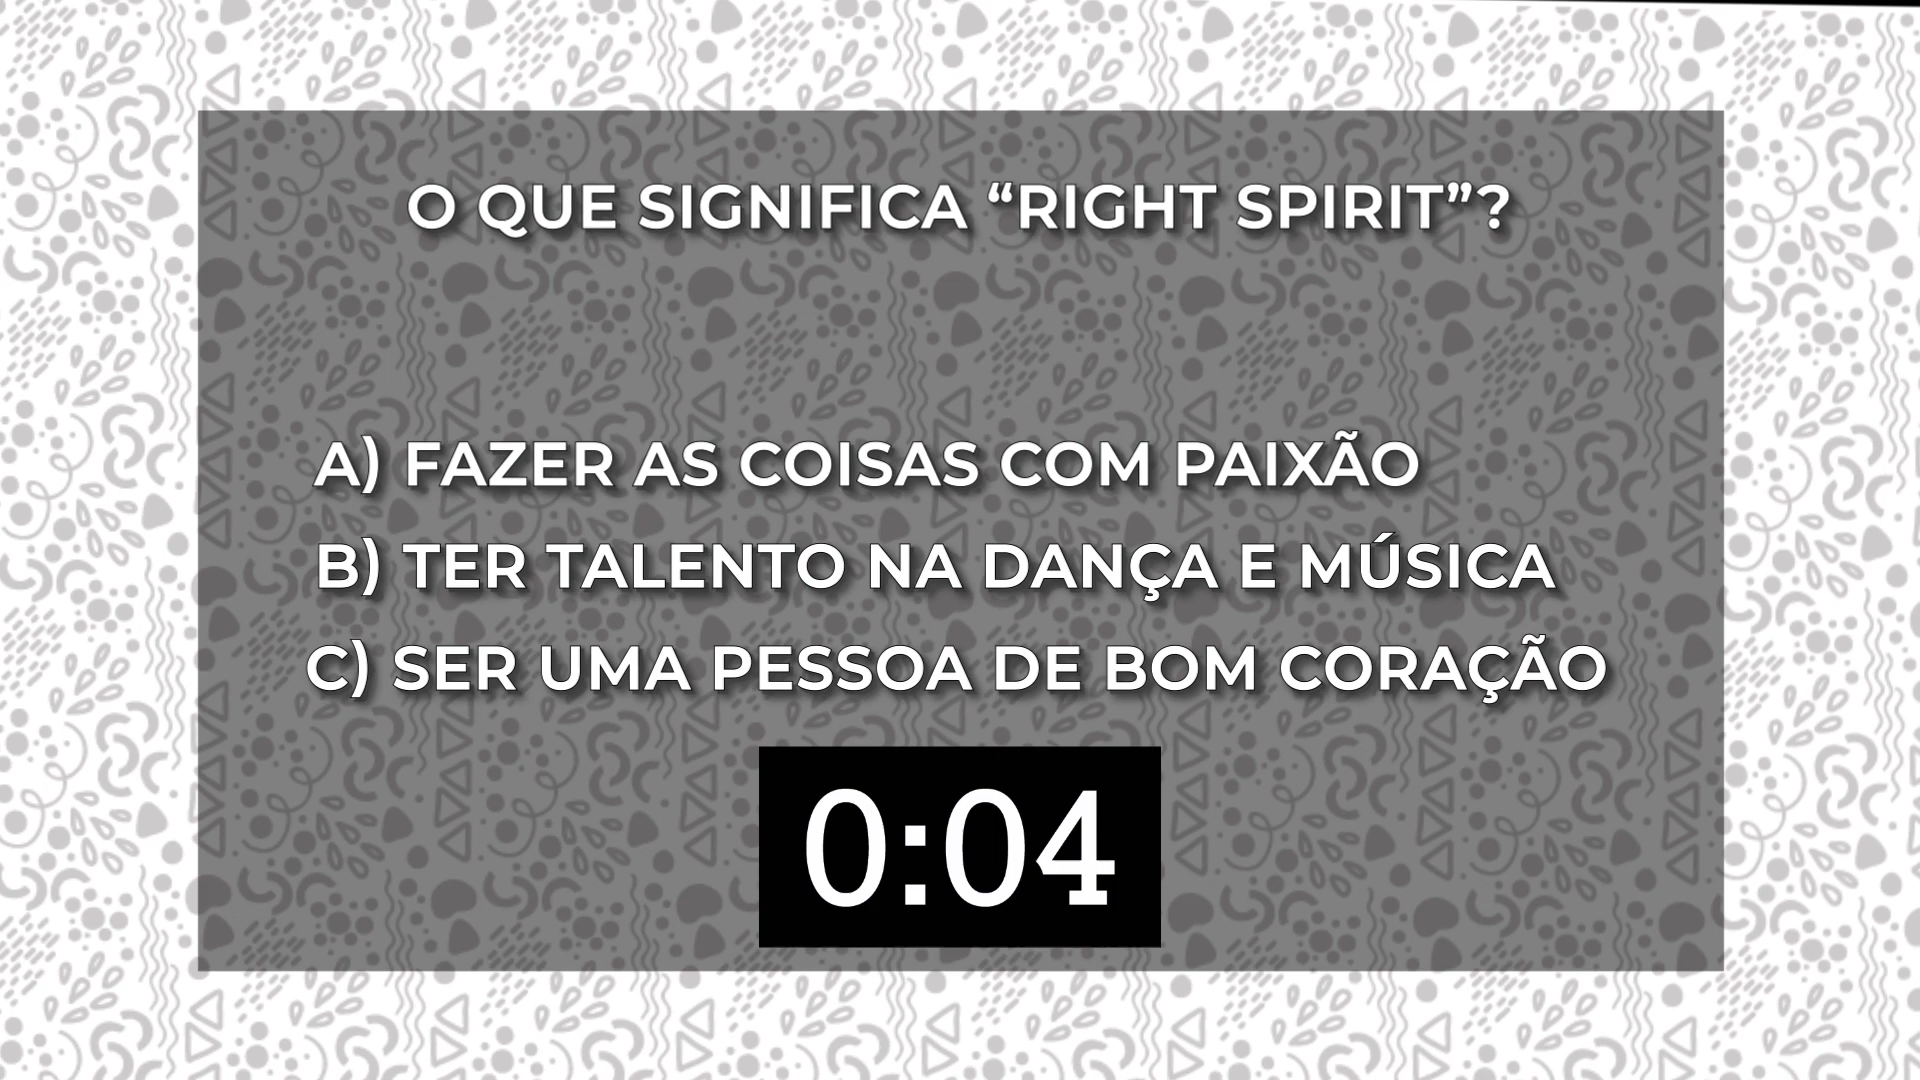 O QUE SIGNIFICA “RIGHT SPIRIT”?
A) FAZER AS COISAS COM PAIXÃO
B) TER TALENTO NA DANÇA E MÚSICA
C) SER UMA PESSOA DE BOM CORAÇÃO
0:04